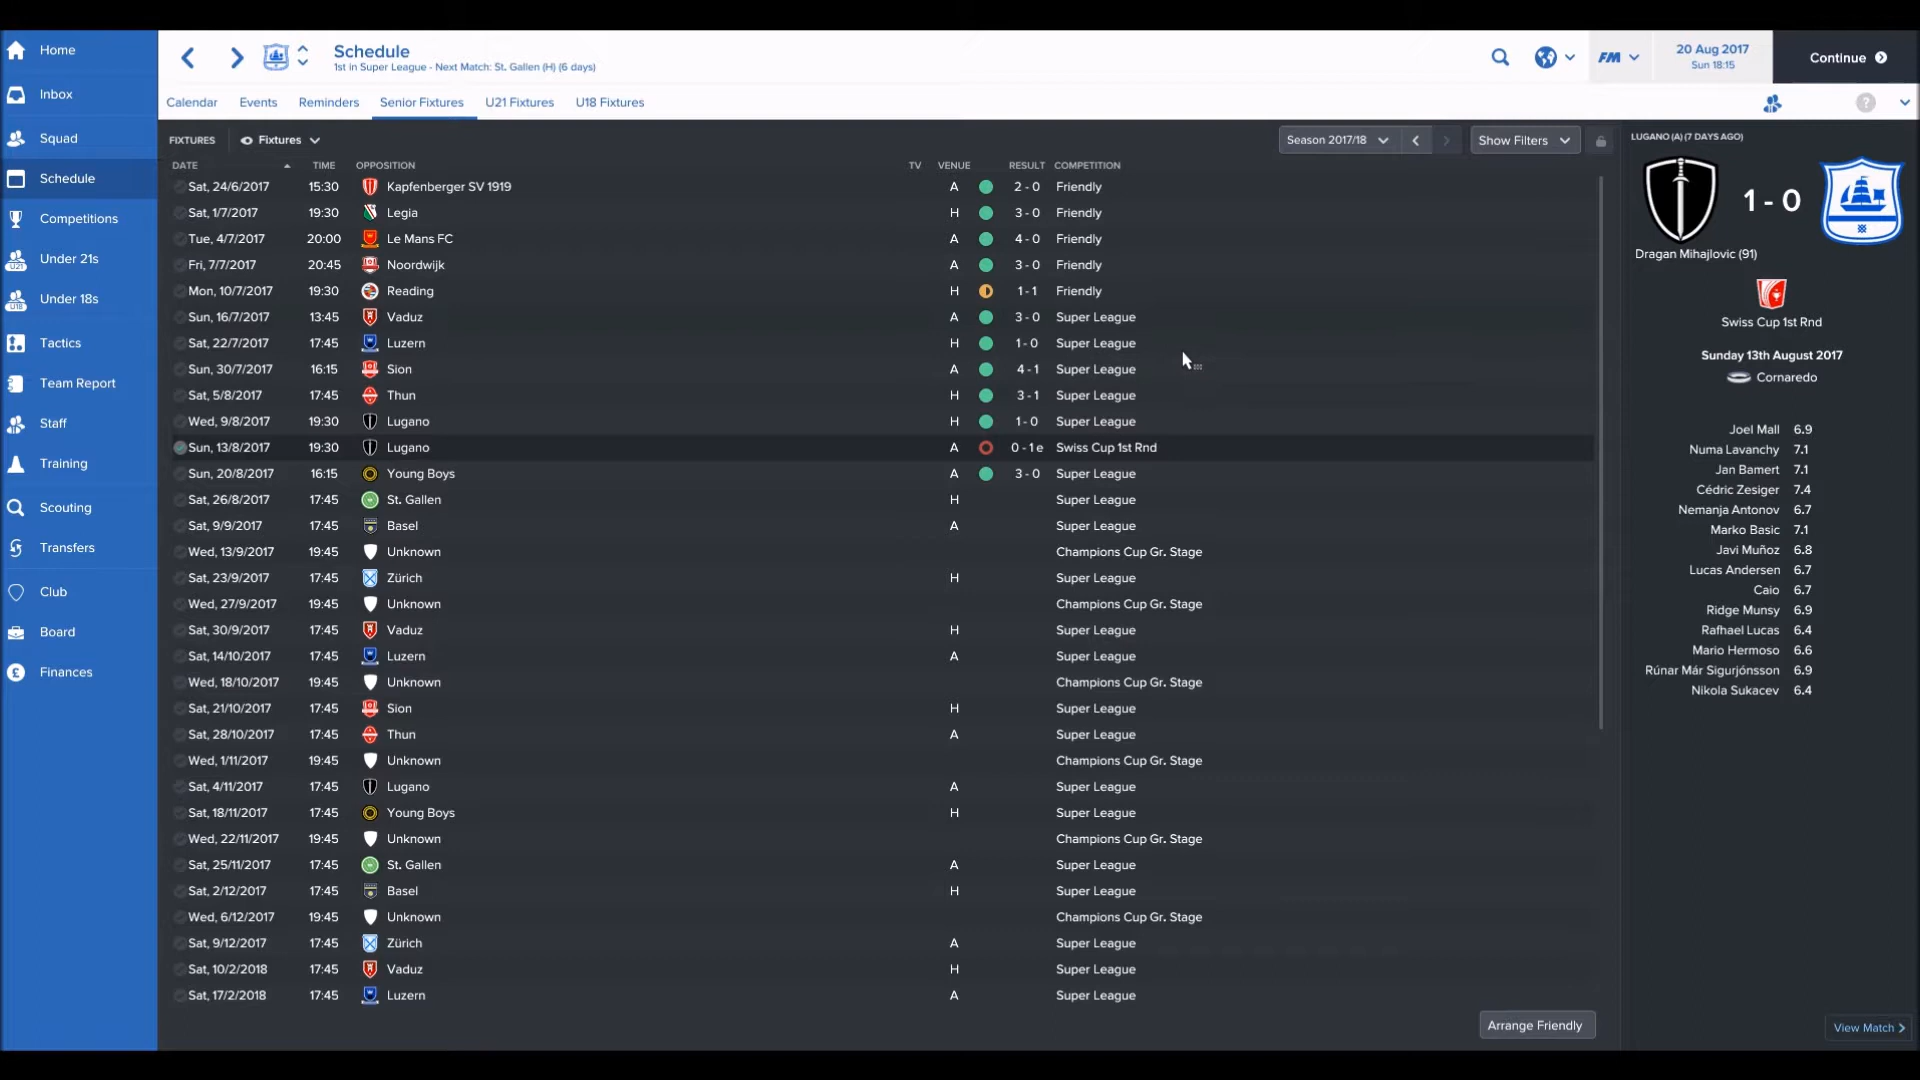 Home
Inbox
Squad
Schedule
Competitions
Under 21s
Under 18s
Tactics
Team Report
Staff
Training
Scouting
Transfers
Club
Board
Finances
Schedule
1st in Super League - Next Match: St. Gallen (H) (6 days)
FM
20 Aug 2017
Sun 18:15
Continue
Calendar Events Reminders Senior Fixtures U21 Fixtures U18 Fixtures
FIXTURES Fixtures Season 2017/18 Show Filters
DATE TIME OPPOSITION TV VENUE RESULT COMPETITION
Sat, 24/6/2017 15:30 Kapfenberger SV 1919 A 2 - 0 Friendly
Sat, 1/7/2017 19:30 Legia H 3 - 0 Friendly
Tue, 4/7/2017 20:00 Le Mans FC A 4 - 0 Friendly
Fri, 7/7/2017 20:45 Noordwijk A 3 - 0 Friendly
Mon, 10/7/2017 19:30 Reading H 1 - 1 Friendly
Sun, 16/7/2017 13:45 Vaduz A 3 - 0 Super League
Sat, 22/7/2017 17:45 Luzern H 1 - 0 Super League
Sun, 30/7/2017 16:15 Sion A 4 - 1 Super League
Sat, 5/8/2017 17:45 Thun H 3 - 1 Super League
Wed, 9/8/2017 19:30 Lugano H 1 - 0 Super League
Sun, 13/8/2017 19:30 Lugano A 0 - 1 e Swiss Cup 1st Rnd
Sun, 20/8/2017 16:15 Young Boys A 3 - 0 Super League
Sat, 26/8/2017 17:45 St. Gallen H Super League
Sat, 9/9/2017 17:45 Basel A Super League
Wed, 13/9/2017 19:45 Unknown Champions Cup Gr. Stage
Sat, 23/9/2017 17:45 Zürich H Super League
Wed, 27/9/2017 19:45 Unknown Champions Cup Gr. Stage
Sat, 30/9/2017 17:45 Vaduz H Super League
Sat, 14/10/2017 17:45 Luzern A Super League
Wed, 18/10/2017 19:45 Unknown Champions Cup Gr. Stage
Sat, 21/10/2017 17:45 Sion H Super League
Sat, 28/10/2017 17:45 Thun A Super League
Wed, 1/11/2017 19:45 Unknown Champions Cup Gr. Stage
Sat, 4/11/2017 17:45 Lugano A Super League
Sat, 18/11/2017 17:45 Young Boys H Super League
Wed, 22/11/2017 19:45 Unknown Champions Cup Gr. Stage
Sat, 25/11/2017 17:45 St. Gallen A Super League
Sat, 2/12/2017 17:45 Basel H Super League
Wed, 6/12/2017 19:45 Unknown Champions Cup Gr. Stage
Sat, 9/12/2017 17:45 Zürich A Super League
Sat, 10/2/2018 17:45 Vaduz H Super League
Sat, 17/2/2018 17:45 Luzern A Super League
Arrange Friendly
LUGANO (A) (7 DAYS AGO)
1 - 0
Dragan Mihajlovic (91)
Swiss Cup 1st Rnd
Sunday 13th August 2017
Cornaredo
Joel Mall 6.9
Numa Lavanchy 7.1
Jan Bamert 7.1
Cédric Zesiger 7.4
Nemanja Antonov 6.7
Marko Basic 7.1
Javi Muñoz 6.8
Lucas Andersen 6.7
Caio 6.7
Ridge Munsy 6.9
Rafhael Lucas 6.4
Mario Hermoso 6.6
Rúnar Már Sigurjónsson 6.9
Nikola Sukacev 6.4
View Match